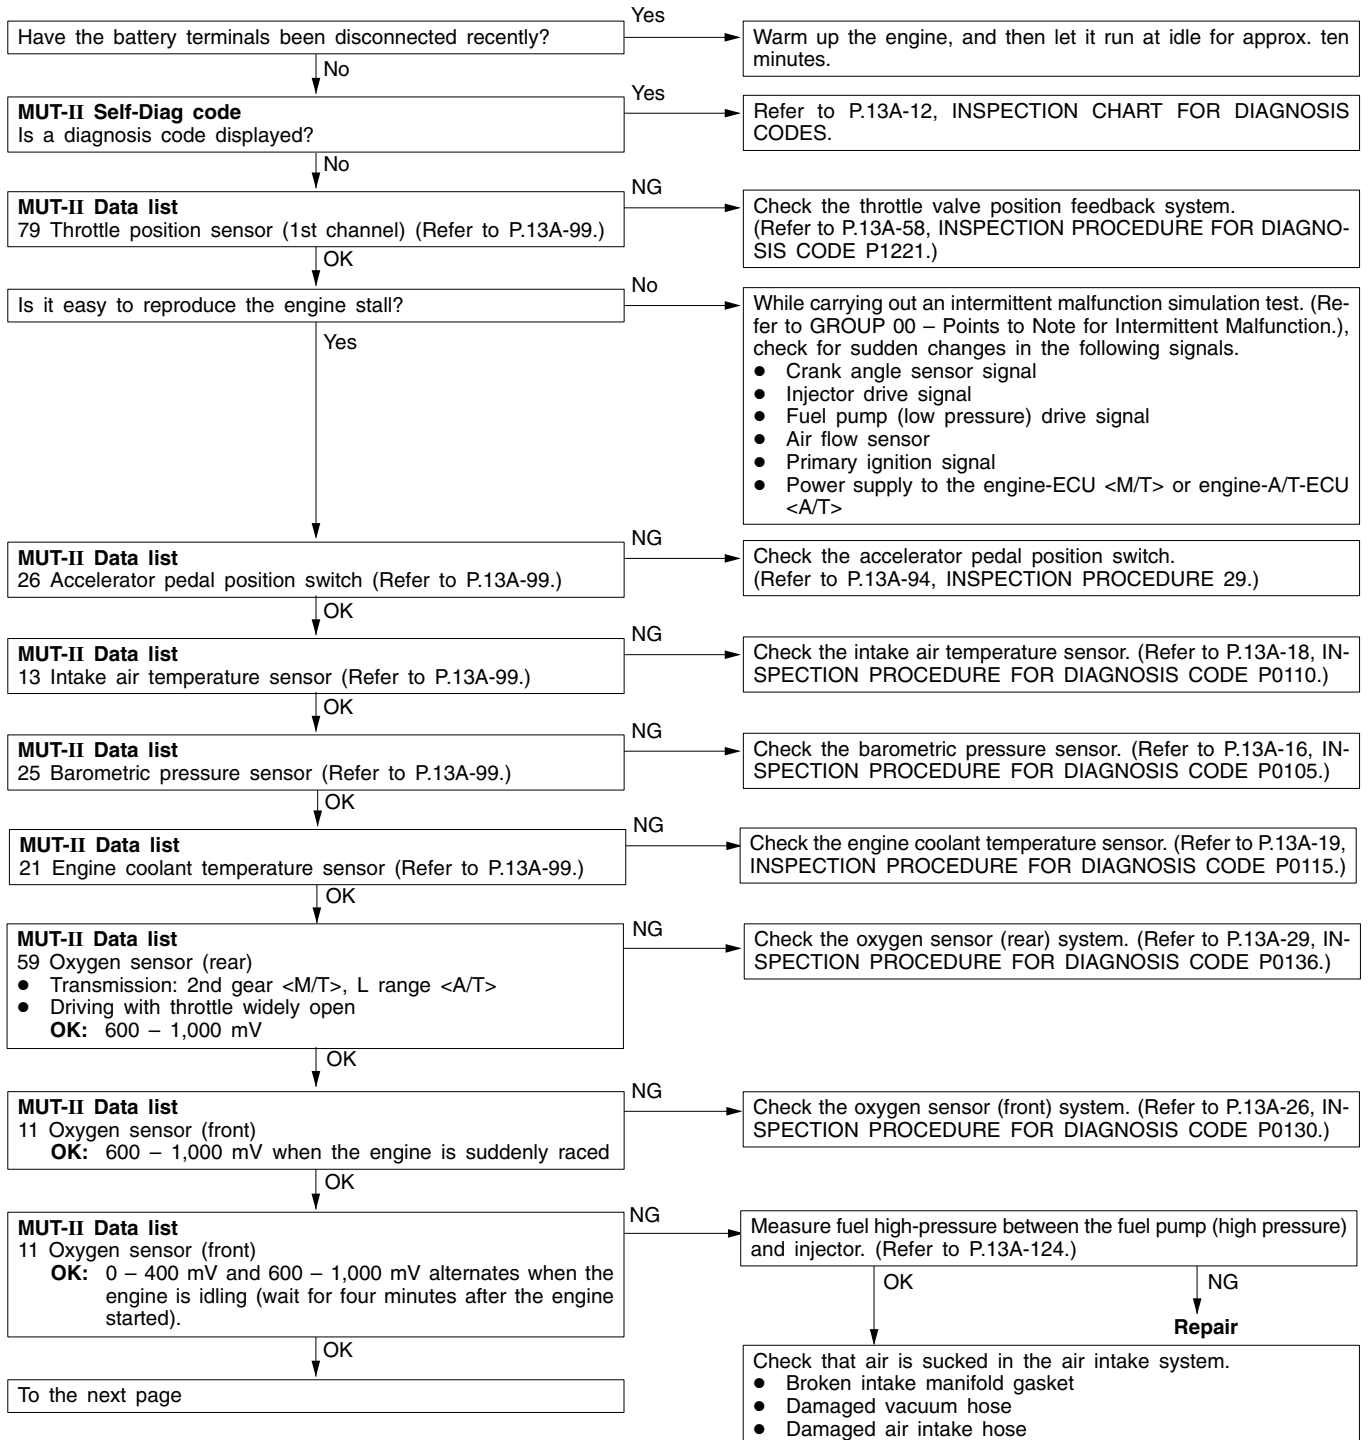 Have the battery terminals been disconnected recently?
Yes
Warm up the engine, and then let it run at idle for approx. ten
minutes.
No
MUT-II Self-Diag code
Is a diagnosis code displayed?
Yes
Refer to P.13A-12, INSPECTION CHART FOR DIAGNOSIS
CODES.
No
MUT-II Data list
79 Throttle position sensor (1st channel) (Refer to P.13A-99.)
NG
Check the throttle valve position feedback system.
(Refer to P.13A-58, INSPECTION PROCEDURE FOR DIAGNO-
SIS CODE P1221.)
OK
Is it easy to reproduce the engine stall?
No
While carrying out an intermittent malfunction simulation test. (Re-
fer to GROUP 00 – Points to Note for Intermittent Malfunction.),
check for sudden changes in the following signals.
● Crank angle sensor signal
● Injector drive signal
● Fuel pump (low pressure) drive signal
● Air flow sensor
● Primary ignition signal
● Power supply to the engine-ECU <M/T> or engine-A/T-ECU
<A/T>
Yes
MUT-II Data list
26 Accelerator pedal position switch (Refer to P.13A-99.)
NG
Check the accelerator pedal position switch.
(Refer to P.13A-94, INSPECTION PROCEDURE 29.)
OK
MUT-II Data list
13 Intake air temperature sensor (Refer to P.13A-99.)
NG
Check the intake air temperature sensor. (Refer to P.13A-18, IN-
SPECTION PROCEDURE FOR DIAGNOSIS CODE P0110.)
OK
MUT-II Data list
25 Barometric pressure sensor (Refer to P.13A-99.)
NG
Check the barometric pressure sensor. (Refer to P.13A-16, IN-
SPECTION PROCEDURE FOR DIAGNOSIS CODE P0105.)
OK
MUT-II Data list
21 Engine coolant temperature sensor (Refer to P.13A-99.)
NG
Check the engine coolant temperature sensor. (Refer to P.13A-19,
INSPECTION PROCEDURE FOR DIAGNOSIS CODE P0115.)
OK
MUT-II Data list
59 Oxygen sensor (rear)
● Transmission: 2nd gear <M/T>, L range <A/T>
● Driving with throttle widely open
OK: 600 – 1,000 mV
NG
Check the oxygen sensor (rear) system. (Refer to P.13A-29, IN-
SPECTION PROCEDURE FOR DIAGNOSIS CODE P0136.)
OK
MUT-II Data list
11 Oxygen sensor (front)
OK: 600 – 1,000 mV when the engine is suddenly raced
NG
Check the oxygen sensor (front) system. (Refer to P.13A-26, IN-
SPECTION PROCEDURE FOR DIAGNOSIS CODE P0130.)
OK
MUT-II Data list
11 Oxygen sensor (front)
OK: 0 – 400 mV and 600 – 1,000 mV alternates when the
engine is idling (wait for four minutes after the engine
started).
NG
Measure fuel high-pressure between the fuel pump (high pressure)
and injector. (Refer to P.13A-124.)
OK
NG
Repair
OK
Check that air is sucked in the air intake system.
● Broken intake manifold gasket
● Damaged vacuum hose
● Damaged air intake hose
To the next page